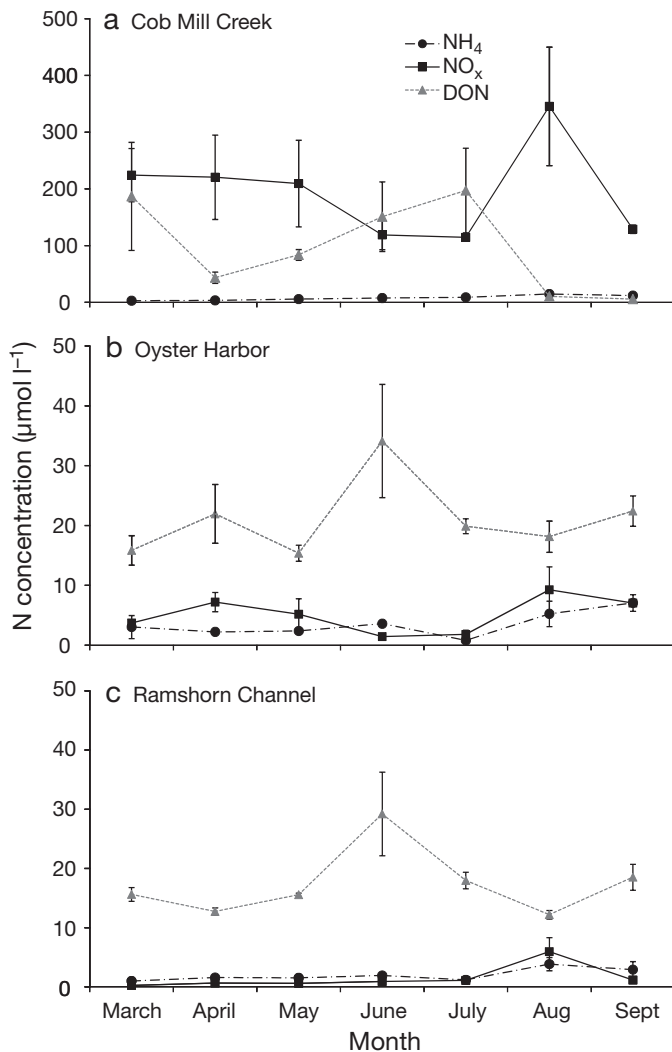 a Cob Mill Creek
NH4
NOx
DON
500
400
300
200
100
0
b Oyster Harbor
50
40
30
20
10
0
N concentration (µmol l–1)
c Ramshorn Channel
50
40
30
20
10
0
March April May June July Aug Sept
Month